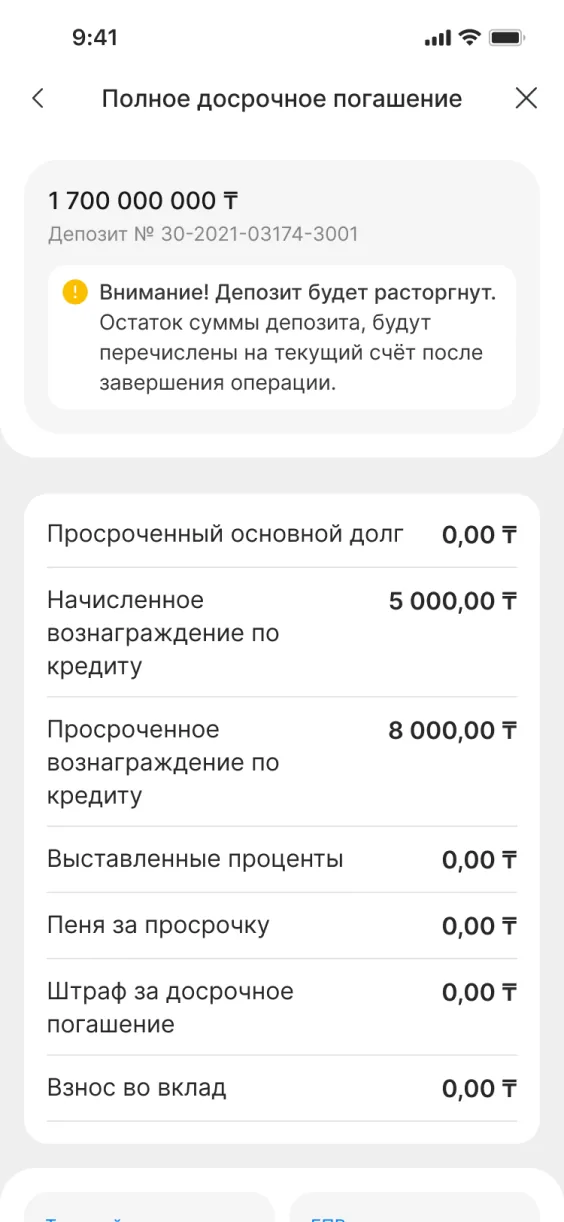 9:41
Полное досрочное погашение
1 700 000 000 ₸
Депозит № 30-2021-03174-3001
Внимание! Депозит будет расторгнут.
Остаток суммы депозита, будут
перечислены на текущий счёт после
завершения операции.
Просроченный основной долг 0,00 ₸
Начисленное 5 000,00 ₸
вознаграждение по
кредиту
Просроченное 8 000,00 ₸
вознаграждение по
кредиту
Выставленные проценты 0,00 ₸
Пеня за просрочку 0,00 ₸
Штраф за досрочное 0,00 ₸
погашение
Взнос во вклад 0,00 ₸